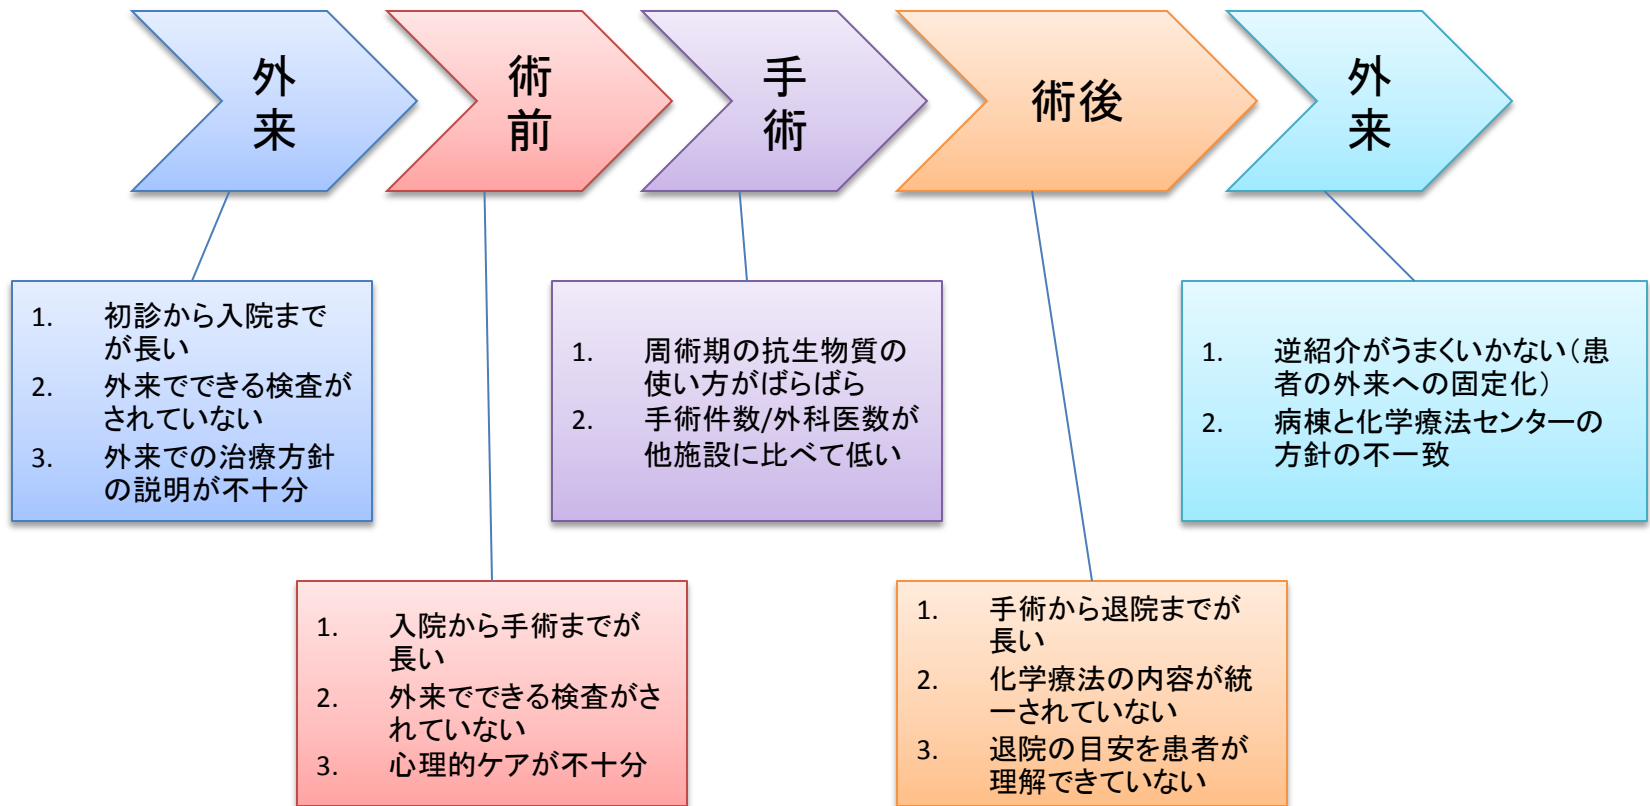 外
来
術
前
手
術
術後
外
来
1. 初診から入院まで
が長い
2. 外来でできる検査が
されていない
3. 外来での治療方針
の説明が不十分
1. 周術期の抗生物質の
使い方がばらばら
2. 手術件数/外科医数が
他施設に比べて低い
1. 逆紹介がうまくいかない(患
者の外来への固定化)
2. 病棟と化学療法センターの
方針の不一致
1. 入院から手術までが
長い
2. 外来でできる検査がさ
れていない
3. 心理的ケアが不十分
1. 手術から退院までが
長い
2. 化学療法の内容が統
一されていない
3. 退院の目安を患者が
理解できていない